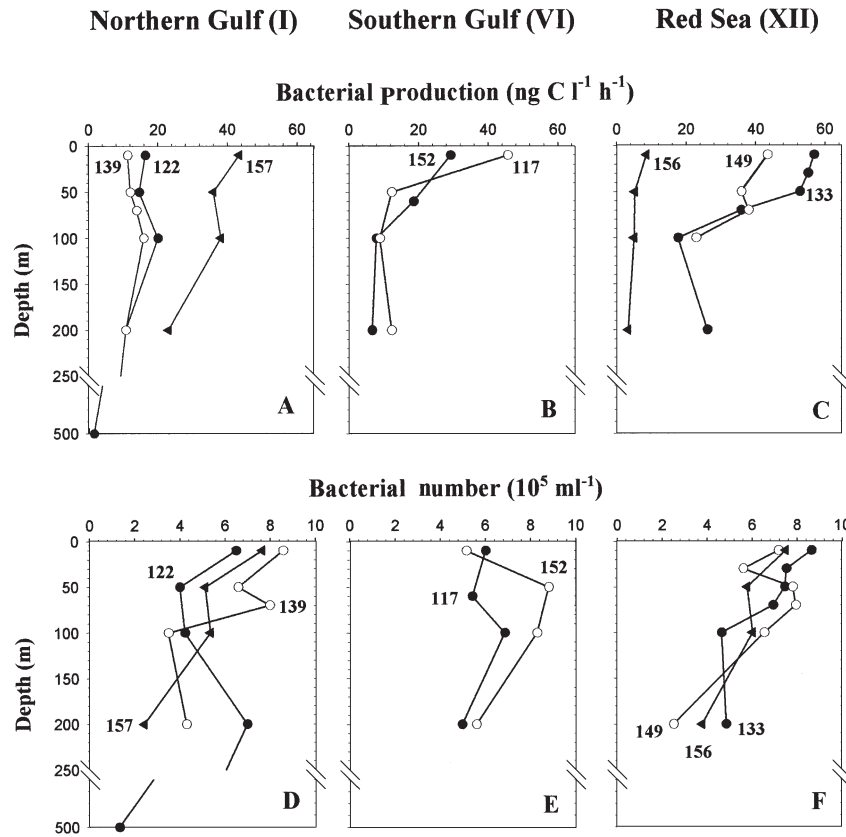 Northern Gulf (I) Southern Gulf (VI) Red Sea (XII)
Bacterial production (ng C l⁻¹ h⁻¹)
0 20 40 60 0 20 40 60 0 20 40 60
0
50
100
150
200
250
500
Depth (m)
139 122 157
A
152 117
B
156 149 133
C
Bacterial number (10⁵ ml⁻¹)
0 2 4 6 8 10 0 2 4 6 8 10 0 2 4 6 8 10
0
50
100
150
200
250
500
Depth (m)
122
139
157
D
152
117
E
149
156
133
F